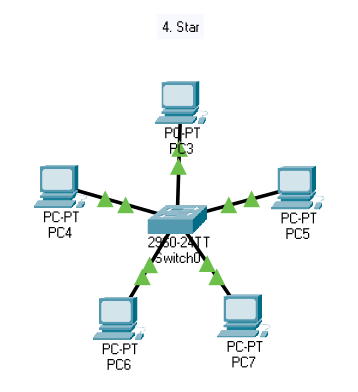 4. Star
PC-PT
PC3
PC-PT
PC4
PC-PT
PC5
2950-24TT
Switch0
PC-PT
PC6
PC-PT
PC7